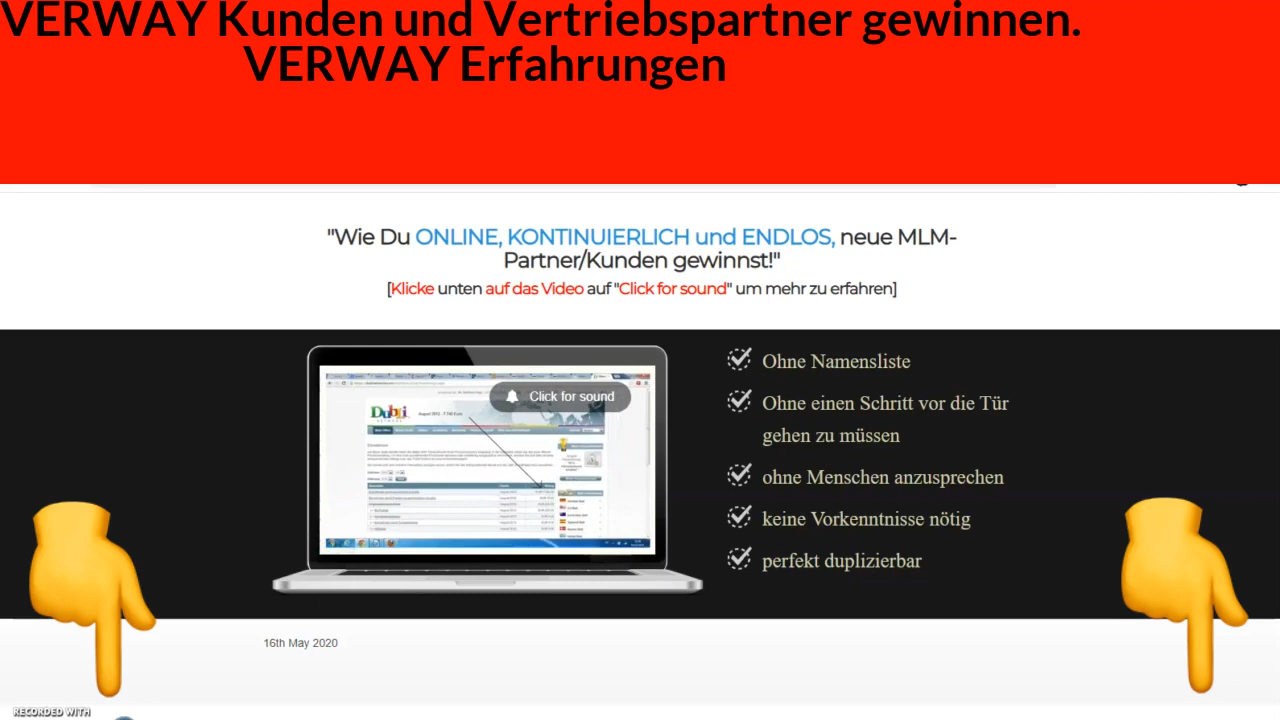 VERWAY Kunden und Vertriebspartner gewinnen.
VERWAY Erfahrungen
"Wie Du ONLINE, KONTINUIERLICH und ENDLOS, neue MLM-
Partner/Kunden gewinnst!"
[Klicke unten auf das Video auf "Click for sound" um mehr zu erfahren]
Click for sound
Dubli
Ohne Namensliste
Ohne einen Schritt vor die Tür
gehen zu müssen
ohne Menschen anzusprechen
keine Vorkenntnisse nötig
perfekt duplizierbar
16th May 2020
RECORDED WITH